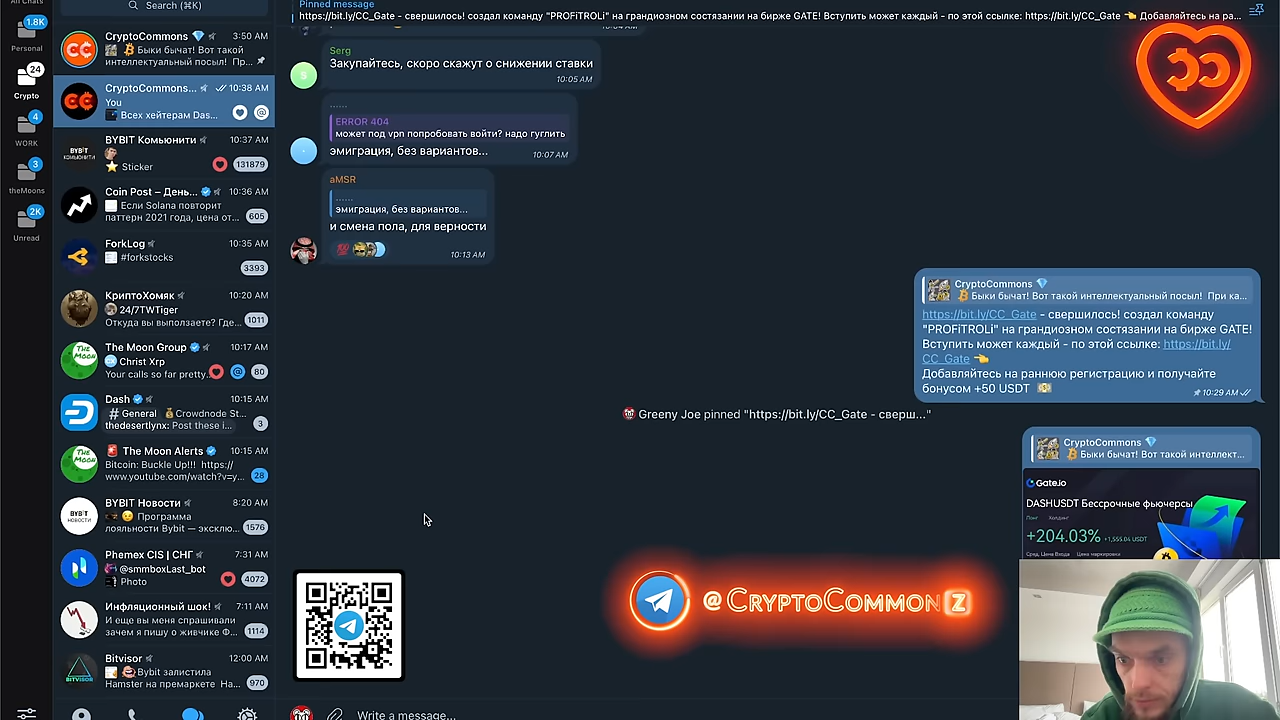 All Chats
1.8K
Personal
24
Crypto
4
WORK
3
theMoons
2K
Unread
Search (⌘K)
CryptoCommons 💎 3:50 AM
🐂 Быки бычат! Вот такой
интеллектуальный посыл! Пр...
CryptoCommons... 10:38 AM
You
Всех хейтерам Das...
BYBIT Комьюнити 10:37 AM
⭐ Sticker 131879
Coin Post – День... 10:36 AM
Если Solana повторит
паттерн 2021 года, цена от... 605
ForkLog 10:35 AM
#forkstocks
3393
КриптоХомяк 10:20 AM
24/7TWTiger
Откуда вы выползаете? Где... 1011
The Moon Group 10:17 AM
Christ Xrp
Your calls so far pretty... @ 80
Dash 10:15 AM
# General 💰Crowdnode St...
thedesertlynx: Post these i... 3
🚨 The Moon Alerts 10:15 AM
Bitcoin: Buckle Up!!! https://
www.youtube.com/watch?v=y... 28
BYBIT Новости 8:20 AM
Программа
лояльности Bybit — эксклю... 1576
Phemex CIS | СНГ 7:31 AM
@smmboxLast_bot
Photo 4072
Инфляционный шок! 7:11 AM
И еще вы меня спрашивали
зачем я пишу о живчике Ф... 1114
Bitvisor 12:00 AM
Bybit залистила
Hamster на премаркете На... 970
Pinned message
https://bit.ly/CC_Gate - свершилось! создал команду "PROFiTROLi" на грандиозном состязании на бирже GATE! Вступить может каждый - по этой ссылке: https://bit.ly/CC_Gate 👈 Добавляйтесь на ра...
Serg
S
Закупайтесь, скоро скажут о снижении ставки
10:05 AM
......
ERROR 404
может под vpn попробовать войти? надо гуглить
эмиграция, без вариантов...
10:07 AM
aMSR
......
эмиграция, без вариантов...
и смена пола, для верности
💯 10:13 AM
CryptoCommons 💎
Быки бычат! Вот такой интеллектуальный посыл! При ка...
https://bit.ly/CC_Gate - свершилось! создал команду
"PROFiTROLi" на грандиозном состязании на бирже GATE!
Вступить может каждый - по этой ссылке: https://bit.ly/
CC_Gate 👈
Добавляйтесь на раннюю регистрацию и получайте
бонусом +50 USDT 💴
10:29 AM
Greeny Joe pinned "https://bit.ly/CC_Gate - сверш..."
CryptoCommons 💎
Быки бычат! Вот такой интеллект...
Gate.io
DASHUSDT Бессрочные фьючерсы
+204.03% +1,555.04 USDT
Сред. Цена Входа Цена маркировки
@CRYPTOCOMMONZ
Write a message...